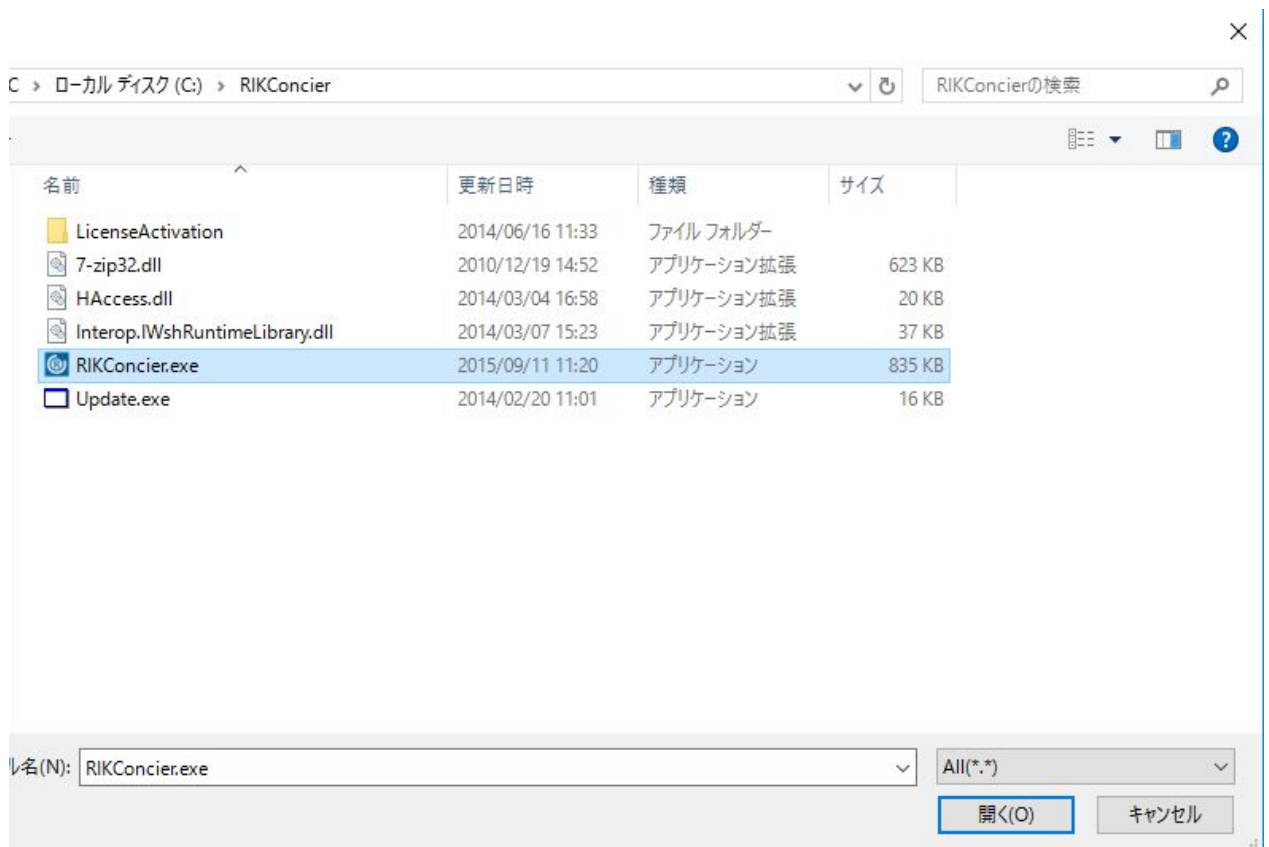 C > ローカル ディスク (C:) > RIKConcier
RIKConcierの検索
名前 更新日時 種類 サイズ
LicenseActivation 2014/06/16 11:33 ファイル フォルダー
7-zip32.dll 2010/12/19 14:52 アプリケーション拡張 623 KB
HAccess.dll 2014/03/04 16:58 アプリケーション拡張 20 KB
Interop.IWshRuntimeLibrary.dll 2014/03/07 15:23 アプリケーション拡張 37 KB
RIKConcier.exe 2015/09/11 11:20 アプリケーション 835 KB
Update.exe 2014/02/20 11:01 アプリケーション 16 KB
ル名(N): RIKConcier.exe All(*.*)
開く(O) キャンセル